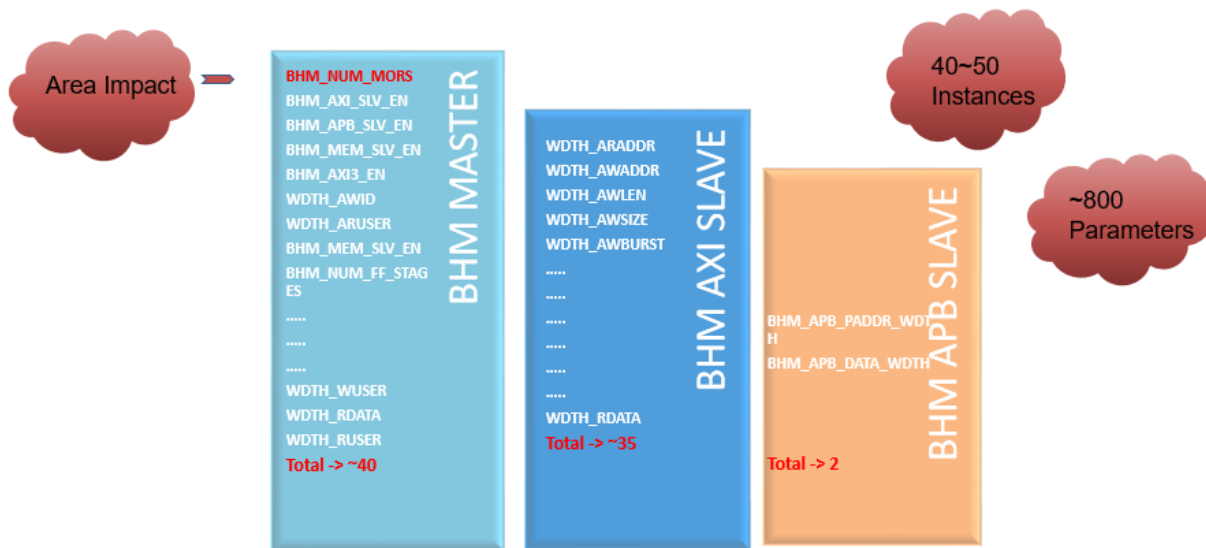 Area Impact
BHM_NUM_MORS
BHM_AXI_SLV_EN
BHM_APB_SLV_EN
BHM_MEM_SLV_EN
BHM_AXI3_EN
WDTH_AWID
WDTH_ARUSER
BHM_MEM_SLV_EN
BHM_NUM_FF_STAG
ES
.....
.....
.....
WDTH_WUSER
WDTH_RDATA
WDTH_RUSER
Total -> ~40
BHM MASTER
WDTH_ARADDR
WDTH_AWADDR
WDTH_AWLEN
WDTH_AWSIZE
WDTH_AWBURST
.....
.....
.....
.....
.....
.....
WDTH_RDATA
Total -> ~35
BHM AXI SLAVE
BHM_APB_PADDR_WDT
H
BHM_APB_DATA_WDTH
Total -> 2
BHM APB SLAVE
40~50
Instances
~800
Parameters